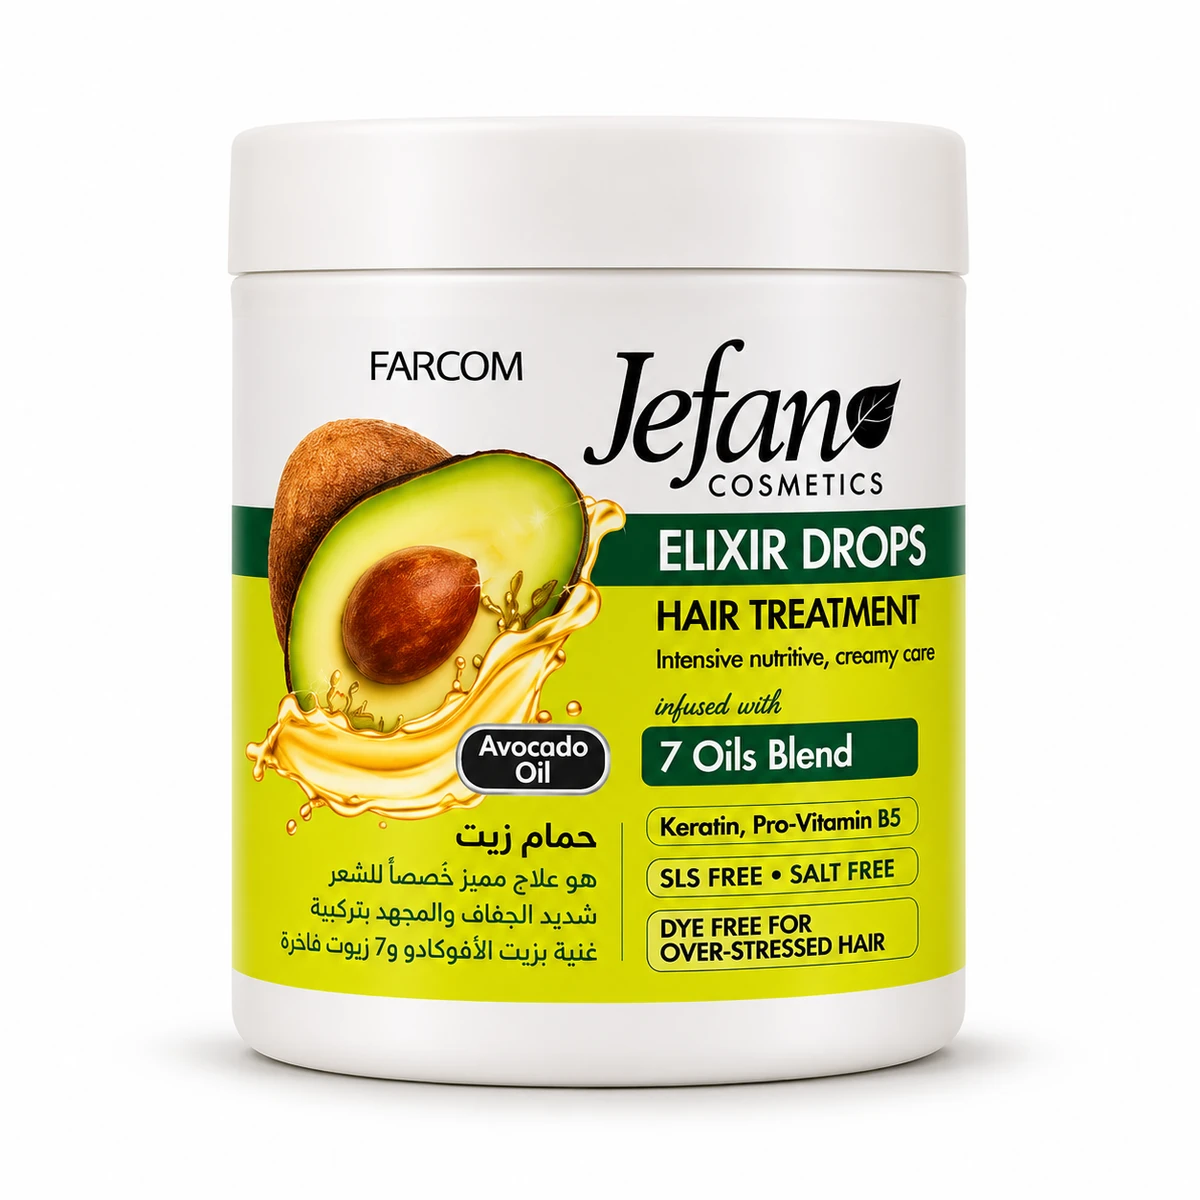 FARCOM
Jefan
COSMETICS
ELIXIR DROPS
HAIR TREATMENT
Intensive nutritive, creamy care
infused with
7 Oils Blend
Avocado
Oil
Keratin, Pro-Vitamin B5
SLS FREE • SALT FREE
DYE FREE FOR
OVER-STRESSED HAIR
حمام زيت
هو علاج مميز خُصصاً للشعر
شديد الجفاف والمجهد بتركيبة
غنية بزيت الأفوكادو و7 زيوت فاخرة